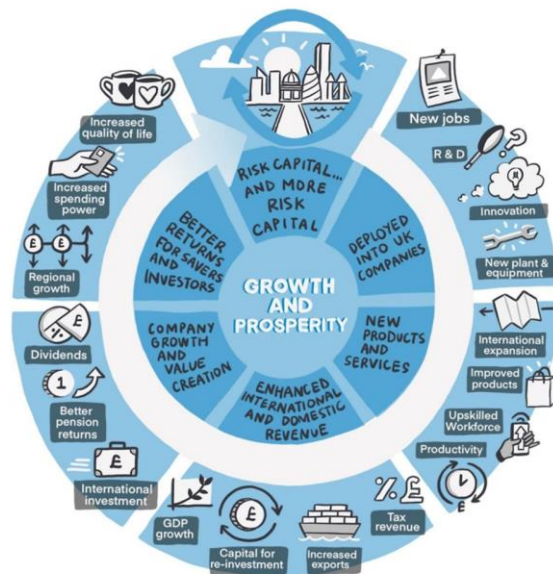 GROWTH
AND
PROSPERITY
RISK CAPITAL...
AND MORE
RISK
CAPITAL
DEPLOYED
INTO UK
COMPANIES
NEW
PRODUCTS
AND
SERVICES
ENHANCED
INTERNATIONAL
AND DOMESTIC
REVENUE
COMPANY
GROWTH
AND
VALUE
CREATION
BETTER
RETURNS
FOR SAVERS
AND
INVESTORS
New jobs
R & D
?
Innovation
New plant &
equipment
International
expansion
Improved
products
Upskilled
Workforce
Productivity
£
% £
Tax
revenue
Increased
exports
£
Capital for
re-investment
GDP
growth
£
International
investment
1
Better
pension
returns
% £
Dividends
£ £
Regional
growth
Increased
spending
power
Increased
quality of life